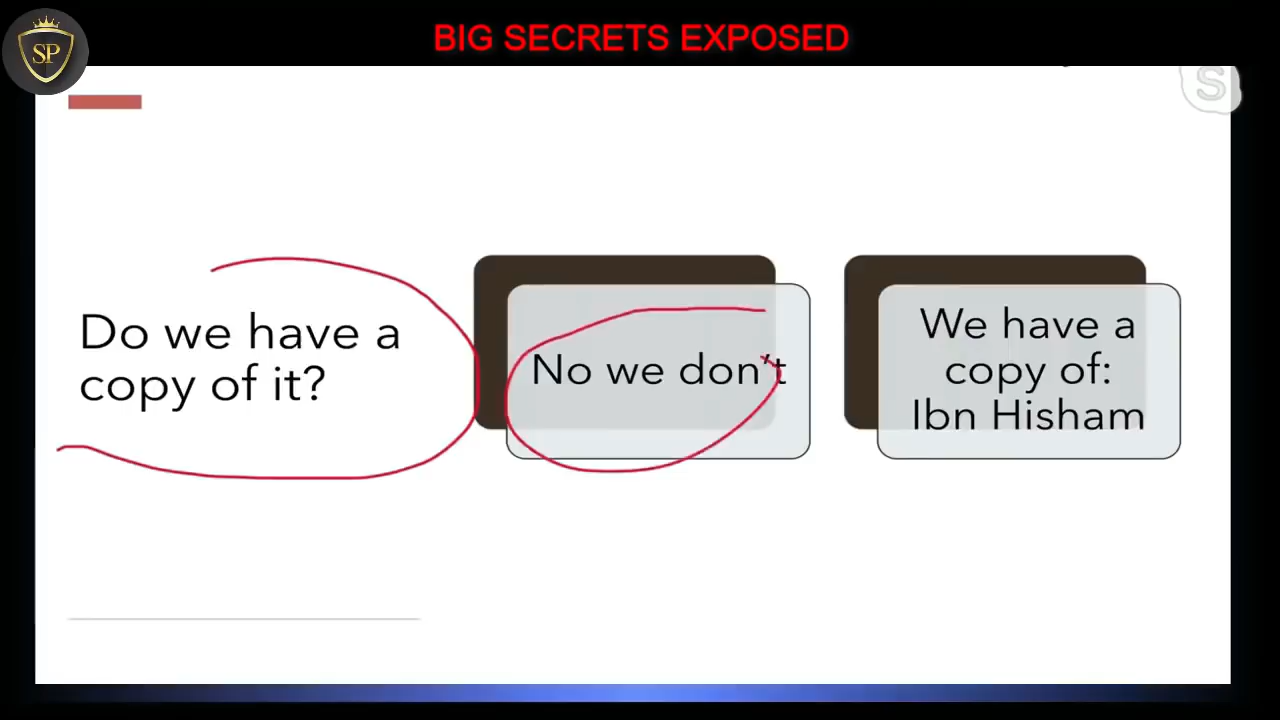 BIG SECRETS EXPOSED
SP
S
Do we have a
copy of it?
No we don't
We have a
copy of:
Ibn Hisham